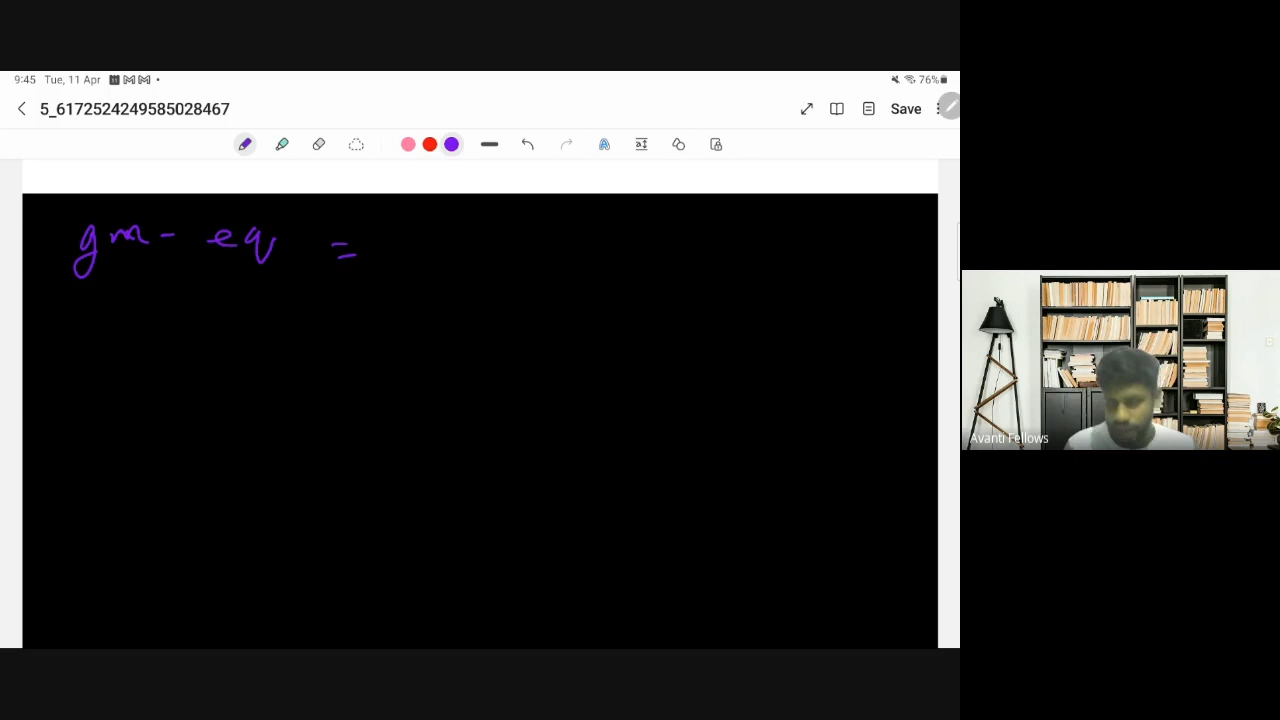 9:45 Tue, 11 Apr 76%
5_6172524249585028467 Save
gm - eq =
Avanti Fellows